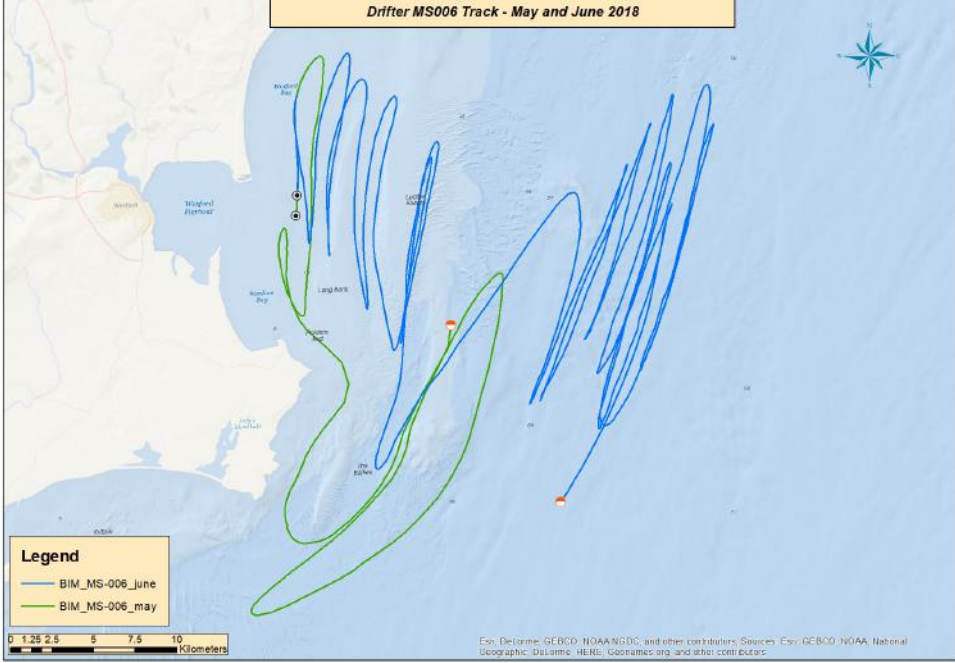 Drifter MS006 Track - May and June 2018
N
Wexford
Bay
Wexford
Harbour
Wexford
Long Bank
Legend
BIM_MS-006_june
BIM_MS-006_may
0 1.25 2.5 5 7.5 10
Kilometers
Esri, DeLorme, GEBCO, NOAA NGDC, and other contributors, Sources: Esri, GEBCO, NOAA, National
Geographic, DeLorme, HERE, Geonames.org, and other contributors